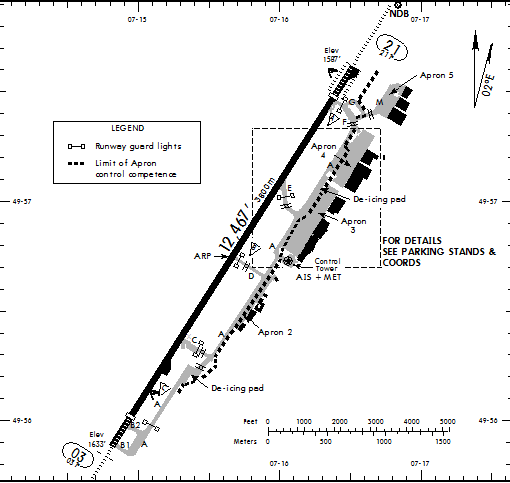 07-15
07-16
07-17
NDB
Elev
1587'
21
Apron 5
02°E
M
G
F
LEGEND
Runway guard lights
Limit of Apron
control competence
Apron
4
A
49-57
49-57
E
3800m
12,467'
De-icing pad
Apron
3
FOR DETAILS
SEE PARKING STANDS &
COORDS
ARP
A
Control
Tower
AIS + MET
D
A
Apron 2
C
De-icing pad
A
49-56
49-56
B2
B1
A
Elev
1633'
03
Feet 0 1000 2000 3000 4000 5000
Meters 0 500 1000 1500
07-16
07-17